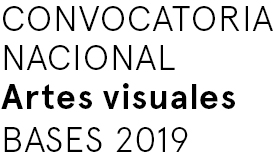 CONVOCATORIA
NACIONAL
Artes visuales
BASES 2019